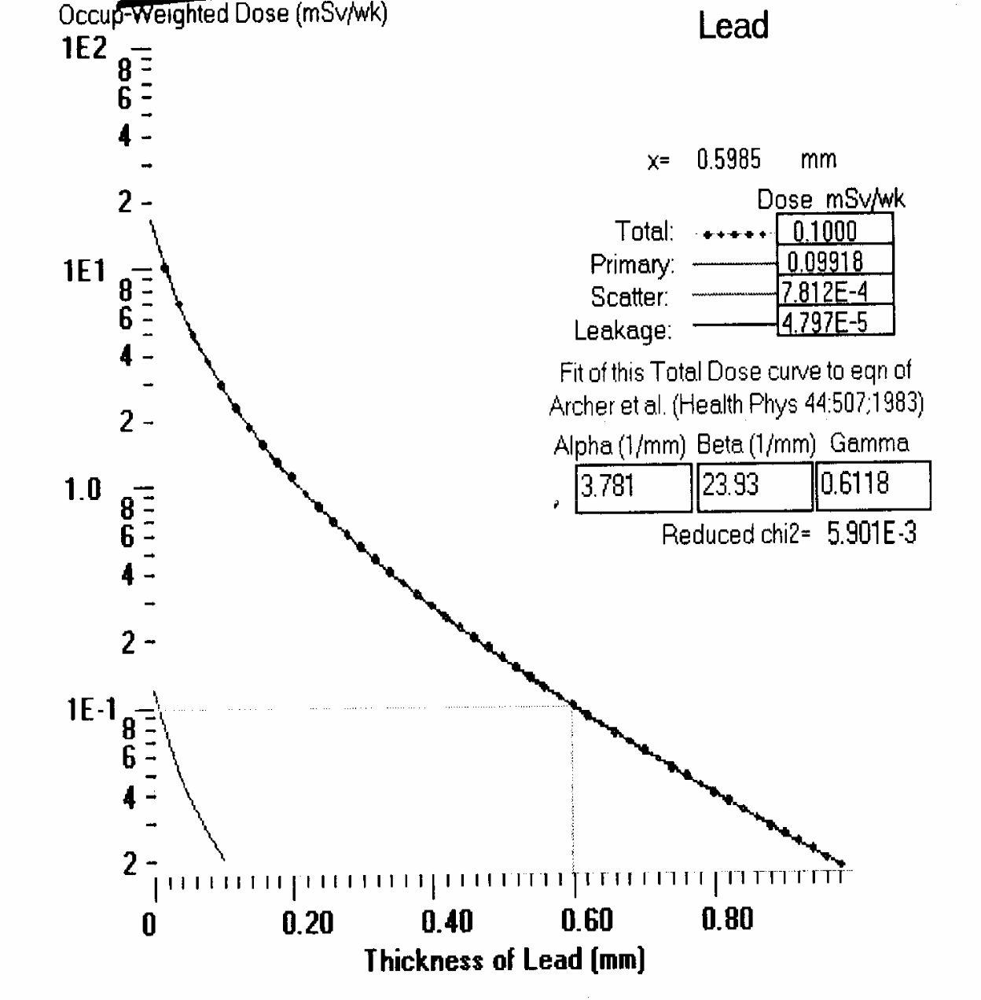 Occup-Weighted Dose (mSv/wk)
Lead
1E2
8
6
4
2
1E1
8
6
4
2
1.0
8
6
4
2
1E-1
8
6
4
2
x= 0.5985 mm
Dose mSv/wk
Total: 0.1000
Primary: 0.09918
Scatter: 7.812E-4
Leakage: 4.797E-5
Fit of this Total Dose curve to eqn of
Archer et al. (Health Phys 44:507;1983)
Alpha (1/mm) Beta (1/mm) Gamma
3.781 23.93 0.6118
Reduced chi2= 5.901E-3
0 0.20 0.40 0.60 0.80
Thickness of Lead (mm)